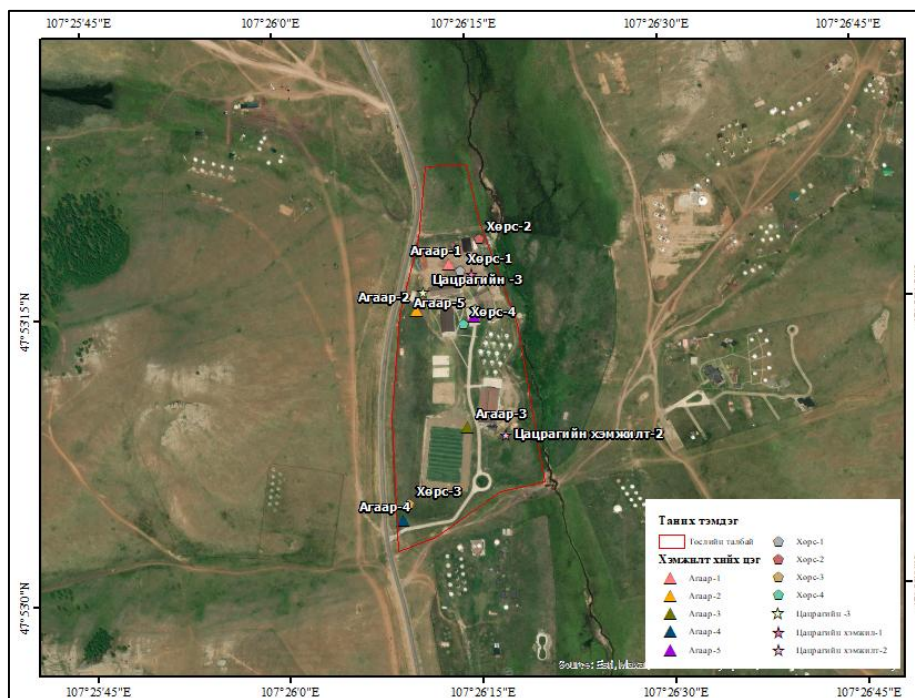 107°25'45"E 107°26'0"E 107°26'15"E 107°26'30"E 107°26'45"E
Хөрс-2
Агаар-1
Хөрс-1
Цацрагийн -3
Агаар-2
Агаар-5
Хөрс-4
47°53'15"N
Агаар-3
Цацрагийн хэмжилт-2
Хөрс-3
Агаар-4
47°53'0"N
Таних тэмдэг
Төслийн талбай
Хэмжилт хийх цэг
Агаар-1
Агаар-2
Агаар-3
Агаар-4
Агаар-5
Хөрс-1
Хөрс-2
Хөрс-3
Хөрс-4
Цацрагийн -3
Цацрагийн хэмжил-1
Цацрагийн хэмжилт-2
Source: Esri,
107°25'45"E 107°26'0"E 107°26'15"E 107°26'30"E 107°26'45"E